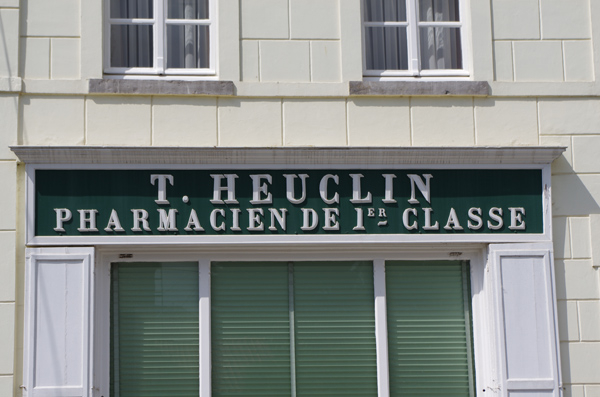 T. HEUCLIN
PHARMACIEN DE 1ER CLASSE